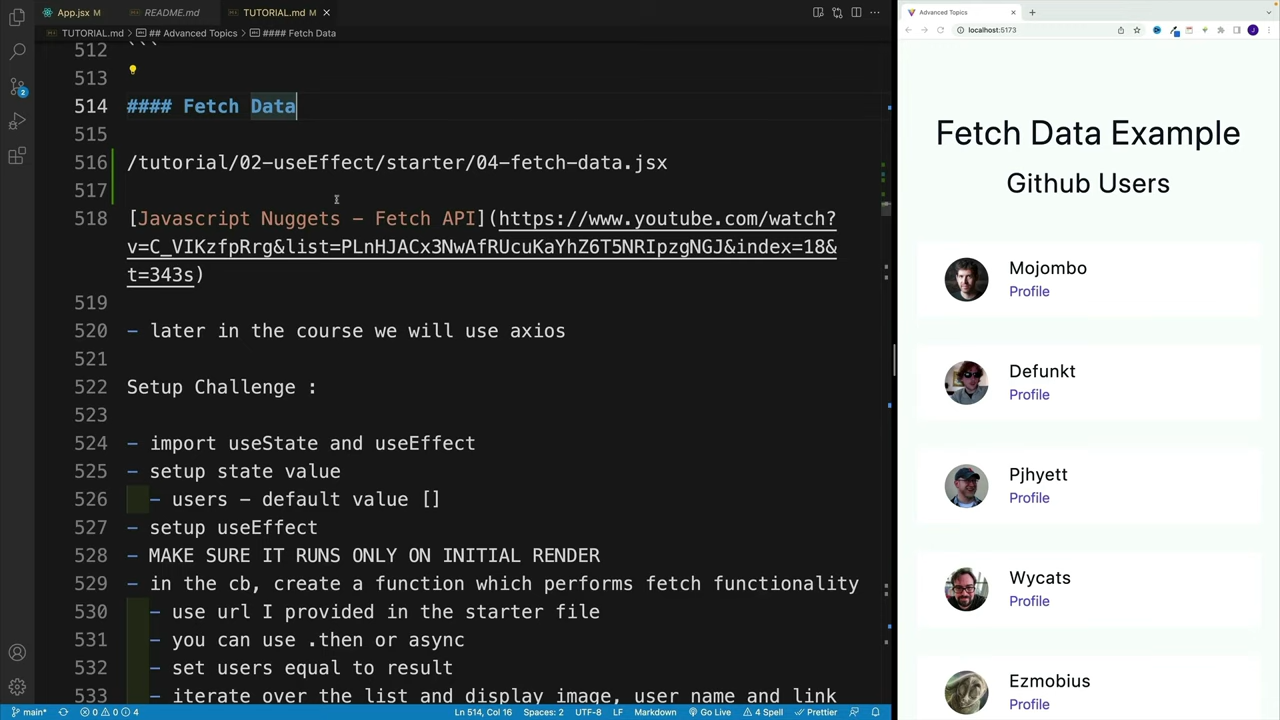 App.jsx M
README.md
TUTORIAL.md M
TUTORIAL.md > ## Advanced Topics > #### Fetch Data
512 ```
513
514 #### Fetch Data
515
516 /tutorial/02-useEffect/starter/04-fetch-data.jsx
517
518 [Javascript Nuggets - Fetch API](https://www.youtube.com/watch?
v=C_VIKzfpRrg&list=PLnHJACx3NwAfRUcuKaYhZ6T5NRIpzgNGJ&index=18&
t=343s)
519
520 - later in the course we will use axios
521
522 Setup Challenge :
523
524 - import useState and useEffect
525 - setup state value
526 - users - default value []
527 - setup useEffect
528 - MAKE SURE IT RUNS ONLY ON INITIAL RENDER
529 - in the cb, create a function which performs fetch functionality
530 - use url I provided in the starter file
531 - you can use .then or async
532 - set users equal to result
533 - iterate over the list and display image, user name and link
2
main*
0 0 4
Ln 514, Col 16
Spaces: 2
UTF-8
LF
Markdown
Go Live
4 Spell
Prettier
Advanced Topics
localhost:5173
J
Fetch Data Example
Github Users
Mojombo
Profile
Defunkt
Profile
Pjhyett
Profile
Wycats
Profile
Ezmobius
Profile